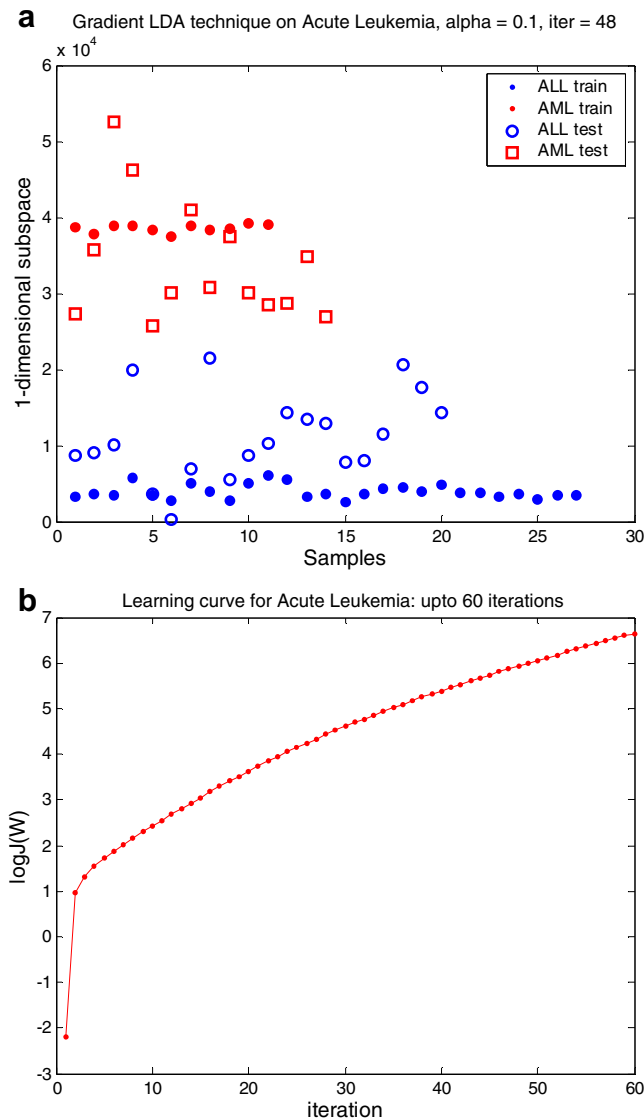 a
Gradient LDA technique on Acute Leukemia, alpha = 0.1, iter = 48
x 10^4
6
5
4
3
2
1
0
1-dimensional subspace
ALL train
AML train
ALL test
AML test
0 5 10 15 20 25 30
Samples
b
Learning curve for Acute Leukemia: upto 60 iterations
7
6
5
4
3
2
1
0
-1
-2
-3
logJ(W)
0 10 20 30 40 50 60
iteration